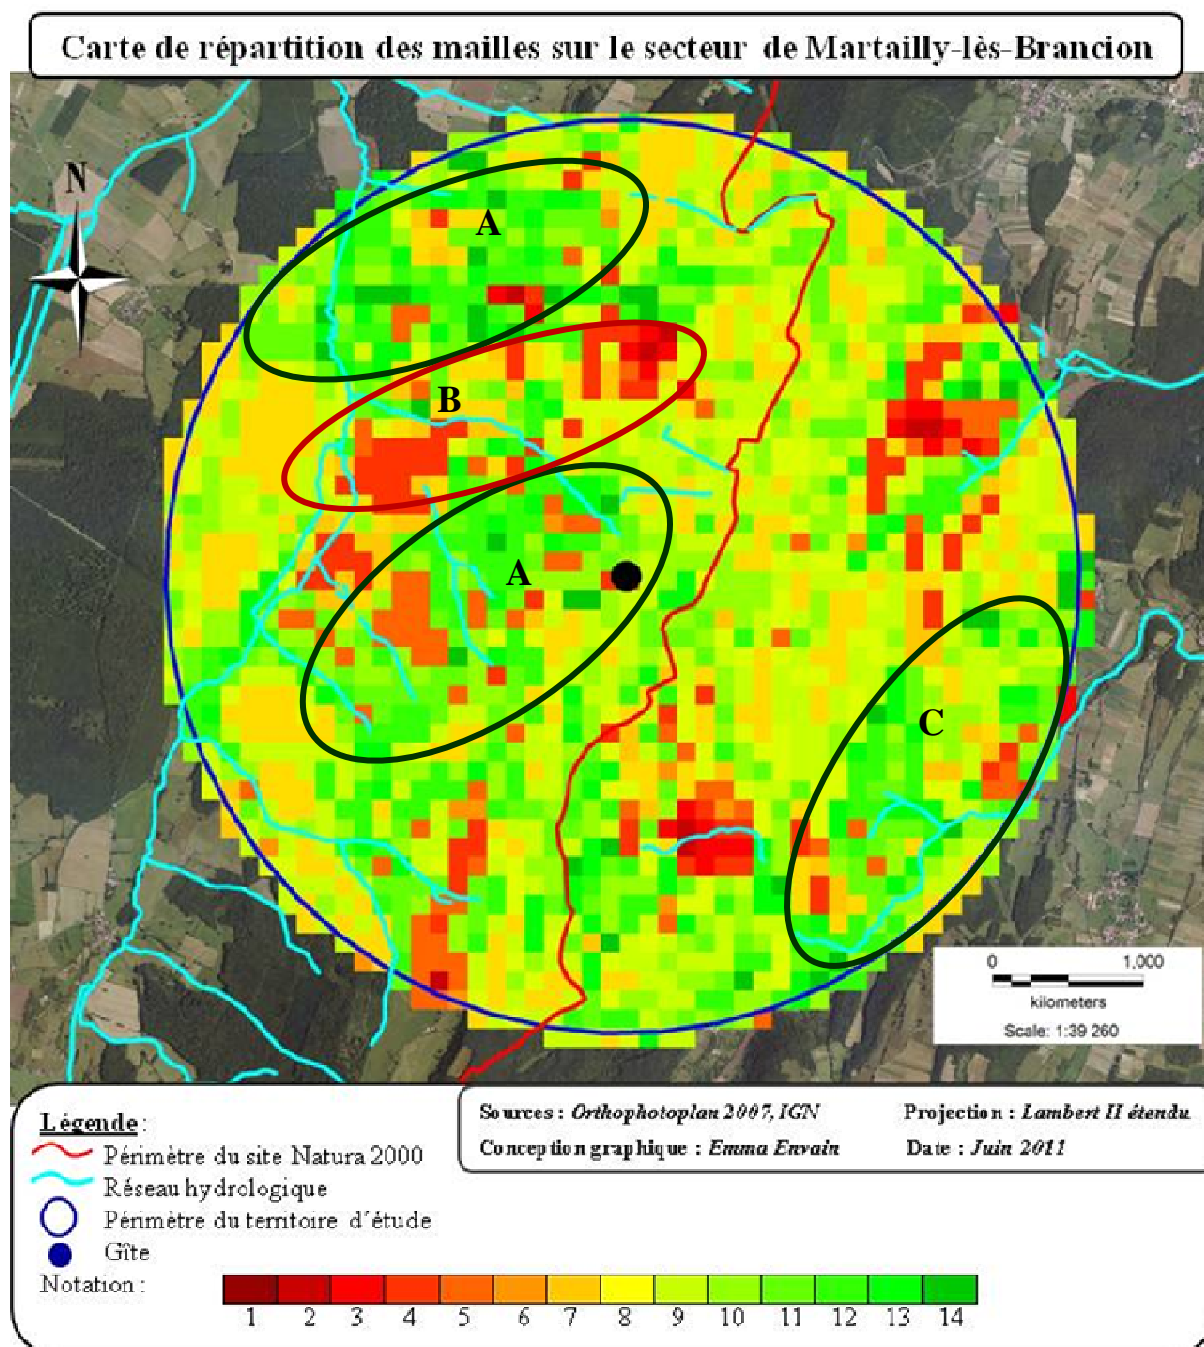 Carte de répartition des mailles sur le secteur de Martailly-lès-Brancion
N
A
B
A
C
0 1,000
kilometers
Scale: 1:39 260
Légende :
Périmètre du site Natura 2000
Réseau hydrologique
Périmètre du territoire d'étude
Gîte
Notation :
1 2 3 4 5 6 7 8 9 10 11 12 13 14
Sources : Orthophotoplan 2007, IGN
Projection : Lambert II étendu
Conception graphique : Emma Envain
Date : Juin 2011